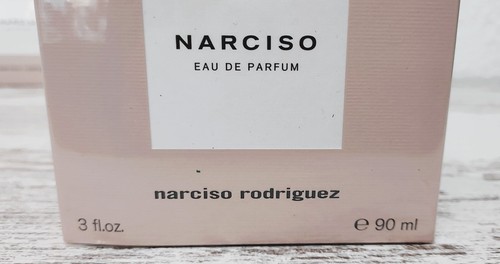 NARCISO
EAU DE PARFUM
narciso rodriguez
3 fl.oz.
℮ 90 ml